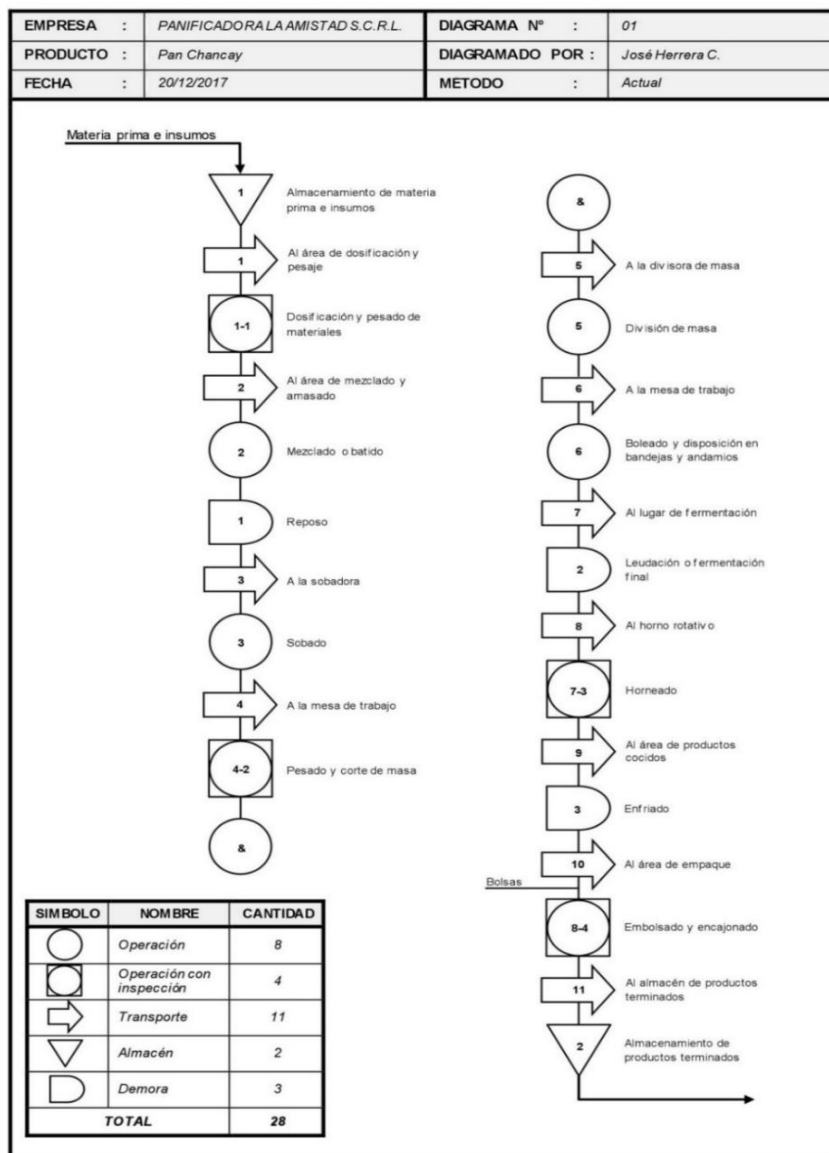 EMPRESA : PANIFICADORA LA AMISTAD S.C.R.L. DIAGRAMA Nº : 01
PRODUCTO : Pan Chancay DIAGRAMADO POR : José Herrera C.
FECHA : 20/12/2017 METODO : Actual
Materia prima e insumos
1 Almacenamiento de materia
prima e insumos
1 Al área de dosificación y
pesaje
1-1 Dosificación y pesado de
materiales
2 Al área de mezclado y
amasado
2 Mezclado o batido
1 Reposo
3 A la sobadora
3 Sobado
4 A la mesa de trabajo
4-2 Pesado y corte de masa
&
&
5 A la divisora de masa
5 División de masa
6 A la mesa de trabajo
6 Boleado y disposición en
bandejas y andamios
7 Al lugar de fermentación
2 Leudación o fermentación
final
8 Al horno rotativo
7-3 Horneado
9 Al área de productos
cocidos
3 Enfriado
10 Al área de empaque
Bolsas
8-4 Embolsado y encajonado
11 Al almacén de productos
terminados
2 Almacenamiento de
productos terminados
SIMBOLO NOMBRE CANTIDAD
Operación 8
Operación con
inspección 4
Transporte 11
Almacén 2
Demora 3
TOTAL 28